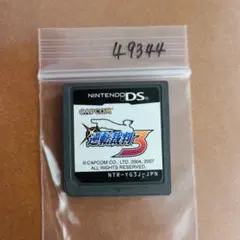 49344
NINTENDO DS
CAPCOM
逆転裁判3
© CAPCOM CO., LTD. 2004, 2007
ALL RIGHTS RESERVED.
NTR-YG3J-JPN